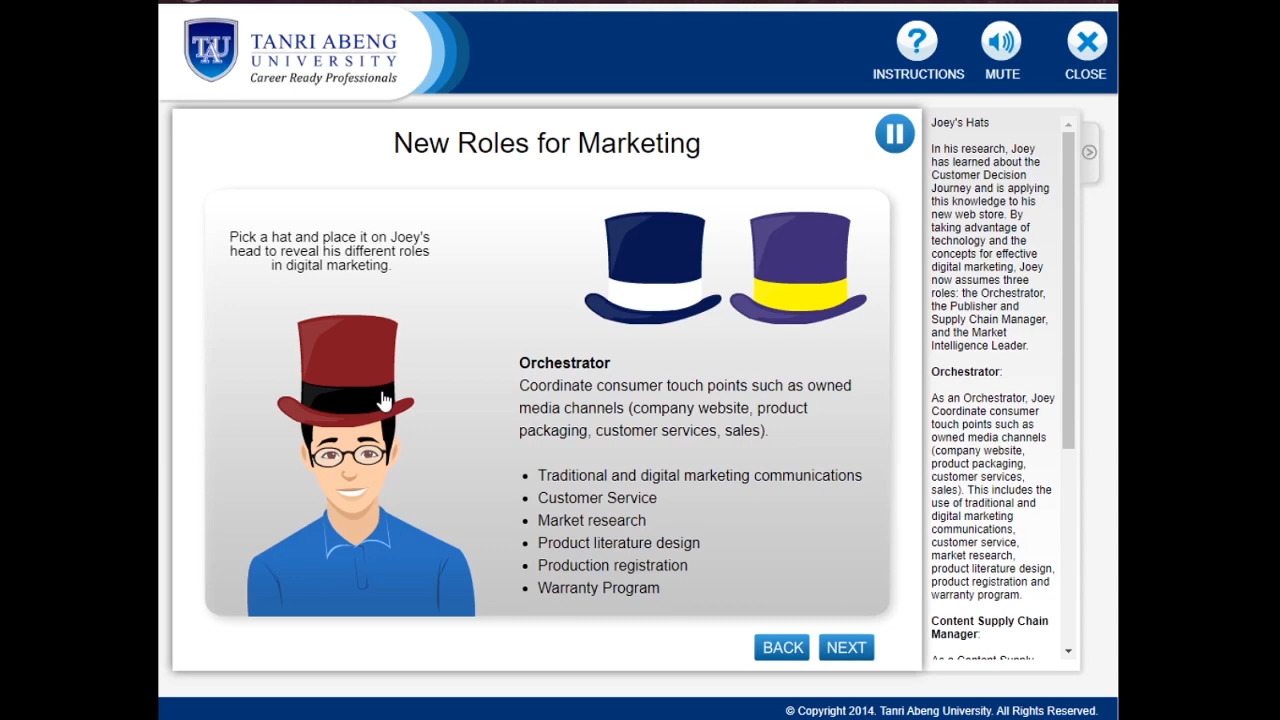 TAU
TANRI ABENG
UNIVERSITY
Career Ready Professionals
?
INSTRUCTIONS
MUTE
CLOSE
New Roles for Marketing
Pick a hat and place it on Joey's
head to reveal his different roles
in digital marketing.
Orchestrator
Coordinate consumer touch points such as owned
media channels (company website, product
packaging, customer services, sales).
• Traditional and digital marketing communications
• Customer Service
• Market research
• Product literature design
• Production registration
• Warranty Program
BACK
NEXT
Joey's Hats
In his research, Joey
has learned about the
Customer Decision
Journey and is applying
this knowledge to his
new web store. By
taking advantage of
technology and the
concepts for effective
digital marketing, Joey
now assumes three
roles: the Orchestrator,
the Publisher and
Supply Chain Manager,
and the Market
Intelligence Leader.
Orchestrator:
As an Orchestrator, Joey
Coordinate consumer
touch points such as
owned media channels
(company website,
product packaging,
customer services,
sales). This includes the
use of traditional and
digital marketing
communications,
customer service,
market research,
product literature design,
product registration and
warranty program.
Content Supply Chain
Manager:
As a Content Supply
© Copyright 2014. Tanri Abeng University. All Rights Reserved.